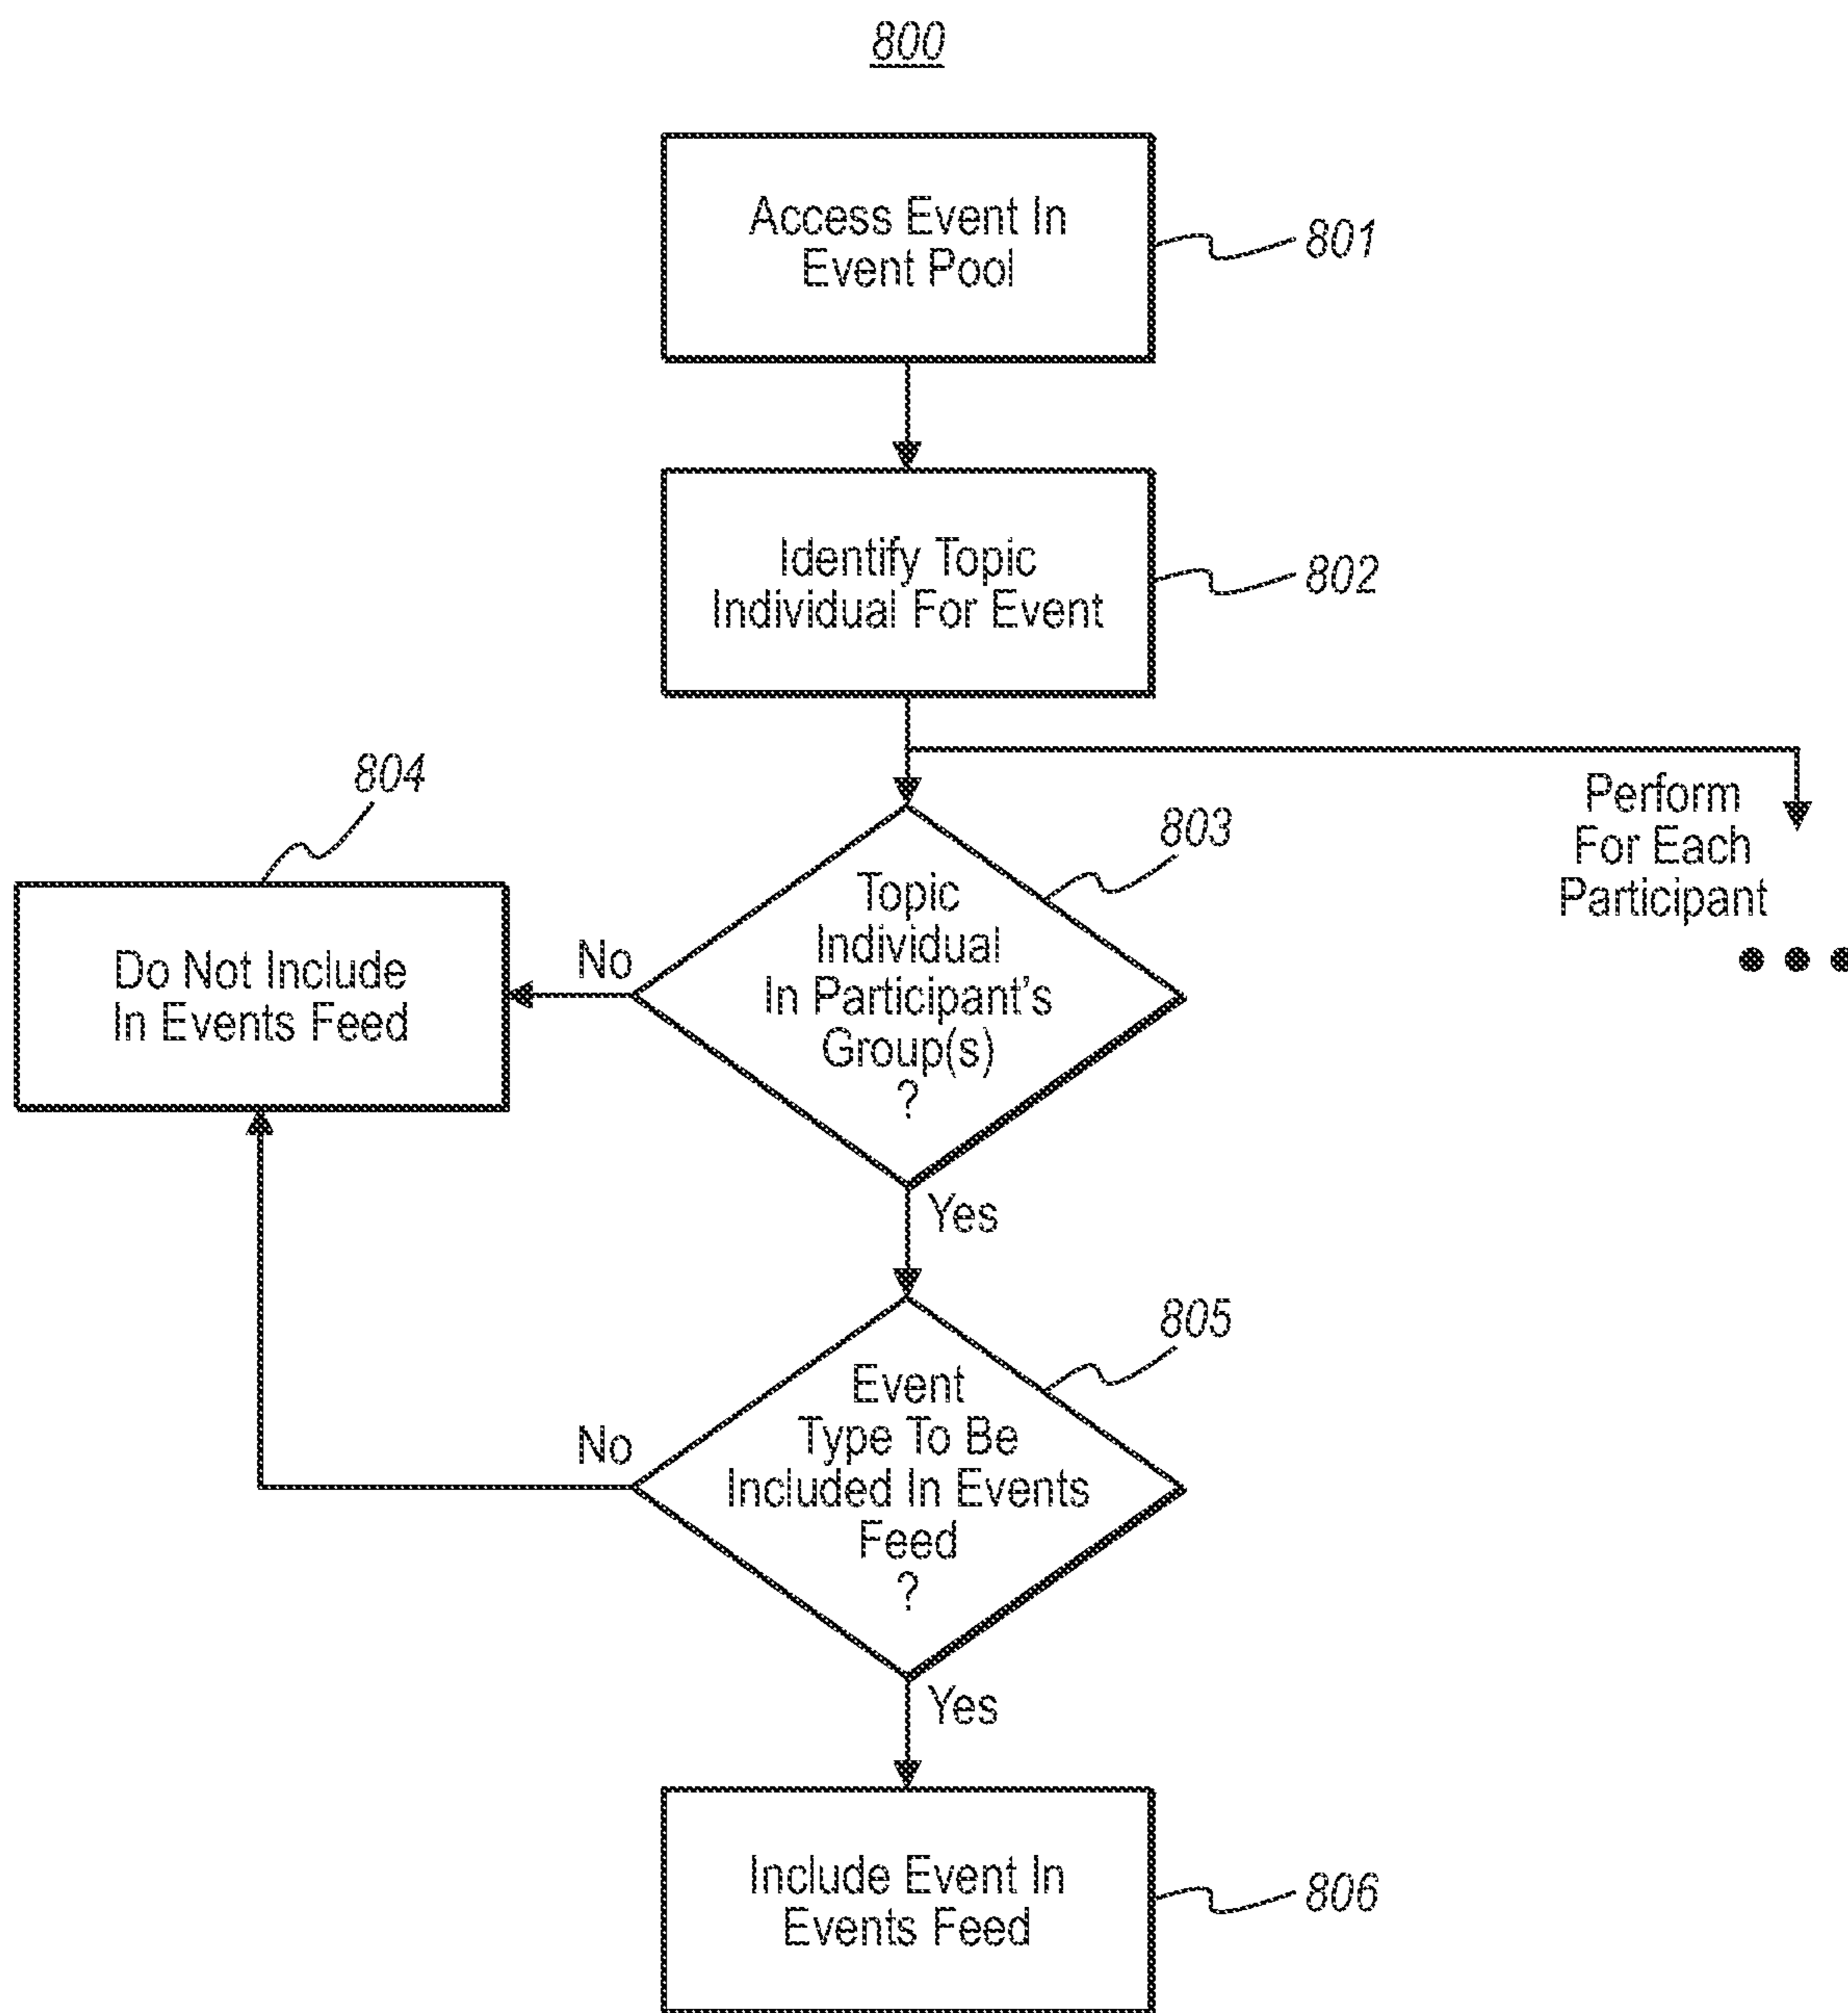 800
Access Event In
Event Pool
801
Identify Topic
Individual For Event
802
804
803
Perform
For Each
Participant
Topic
Individual
In Participant's
Group(s)
?
No
Do Not Include
In Events Feed
Yes
805
Event
Type To Be
Included In Events
Feed
?
No
Yes
Include Event In
Events Feed
806